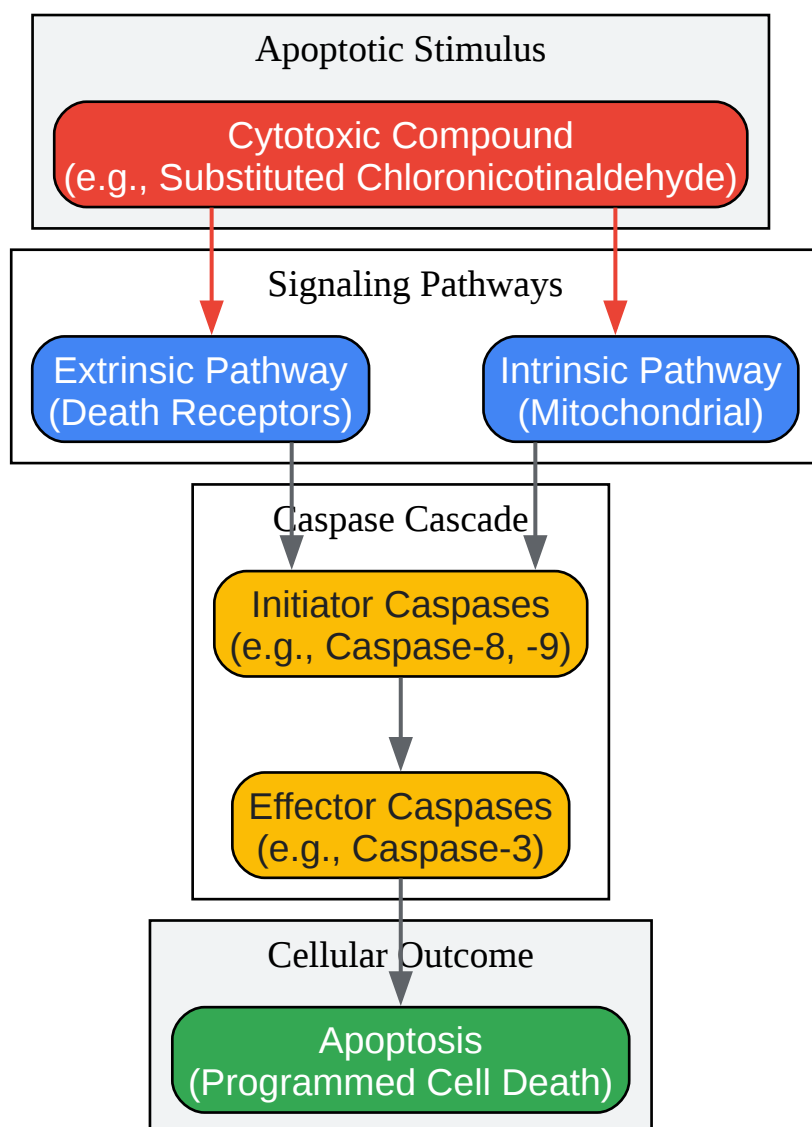 Apoptotic Stimulus
Cytotoxic Compound
(e.g., Substituted Chloronicotinaldehyde)
Signaling Pathways
Extrinsic Pathway
(Death Receptors)
Intrinsic Pathway
(Mitochondrial)
Caspase Cascade
Initiator Caspases
(e.g., Caspase-8, -9)
Effector Caspases
(e.g., Caspase-3)
Cellular Outcome
Apoptosis
(Programmed Cell Death)